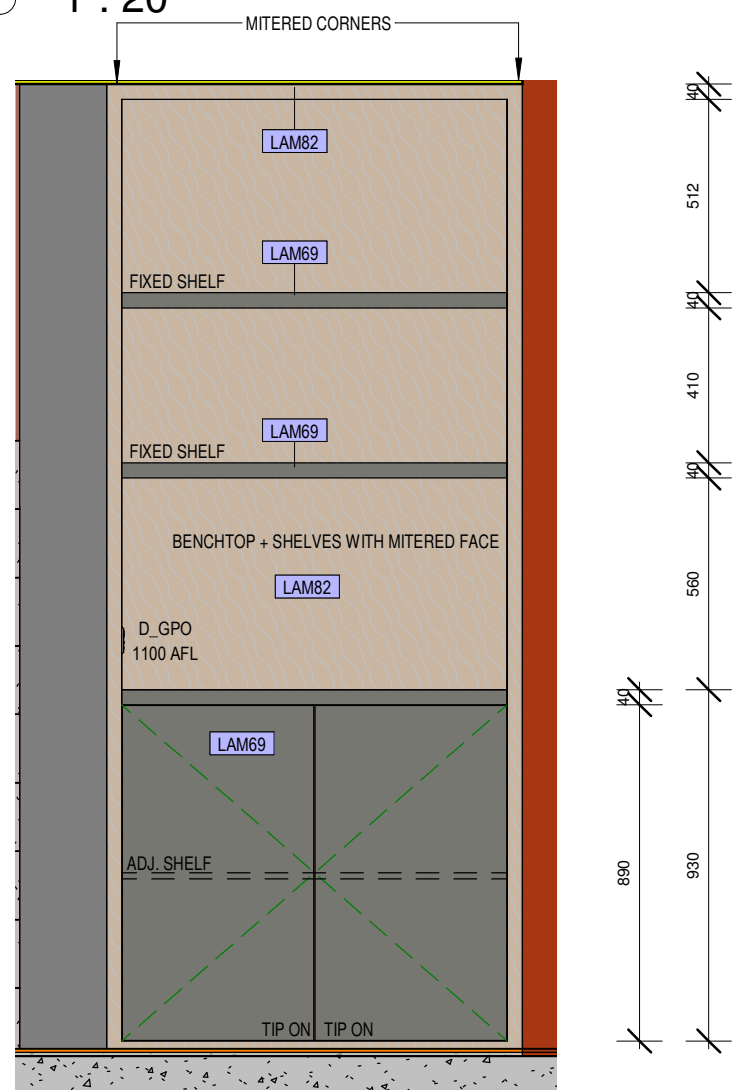 1 : 20
MITERED CORNERS
LAM82
LAM69
FIXED SHELF
LAM69
FIXED SHELF
BENCHTOP + SHELVES WITH MITERED FACE
LAM82
D_GPO
1100 AFL
LAM69
ADJ. SHELF
TIP ON TIP ON
40
512
40
410
40
560
40
890
930